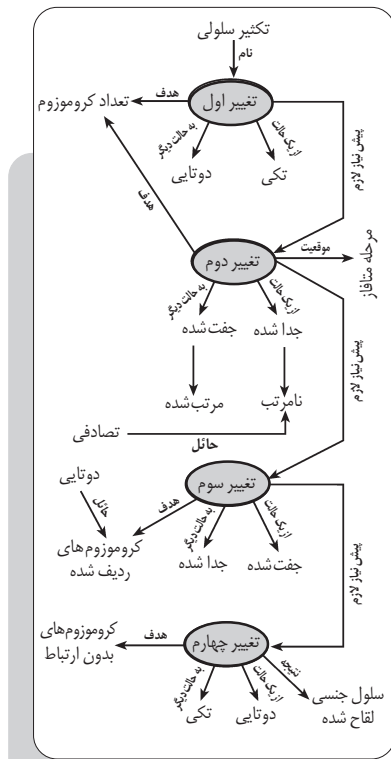 تکثیر سلولی
نام
تغییر اول
هدف
تعداد کروموزوم
از یک حالت
تکی
به حالت دیگر
دوتایی
پیش نیاز لازم
تغییر دوم
هدف
موقعیت
مرحله متافاز
از یک حالت
جدا شده
به حالت دیگر
جفت شده
نامرتب
مرتب شده
تصادفی
حائل
پیش نیاز لازم
تغییر سوم
هدف
کروموزوم‌های
ردیف شده
دوتایی
حائل
از یک حالت
جفت شده
به حالت دیگر
جدا شده
پیش نیاز لازم
تغییر چهارم
هدف
کروموزوم‌های
بدون ارتباط
نتیجه
سلول جنسی
لقاح شده
از یک حالت
دوتایی
به حالت دیگر
تکی